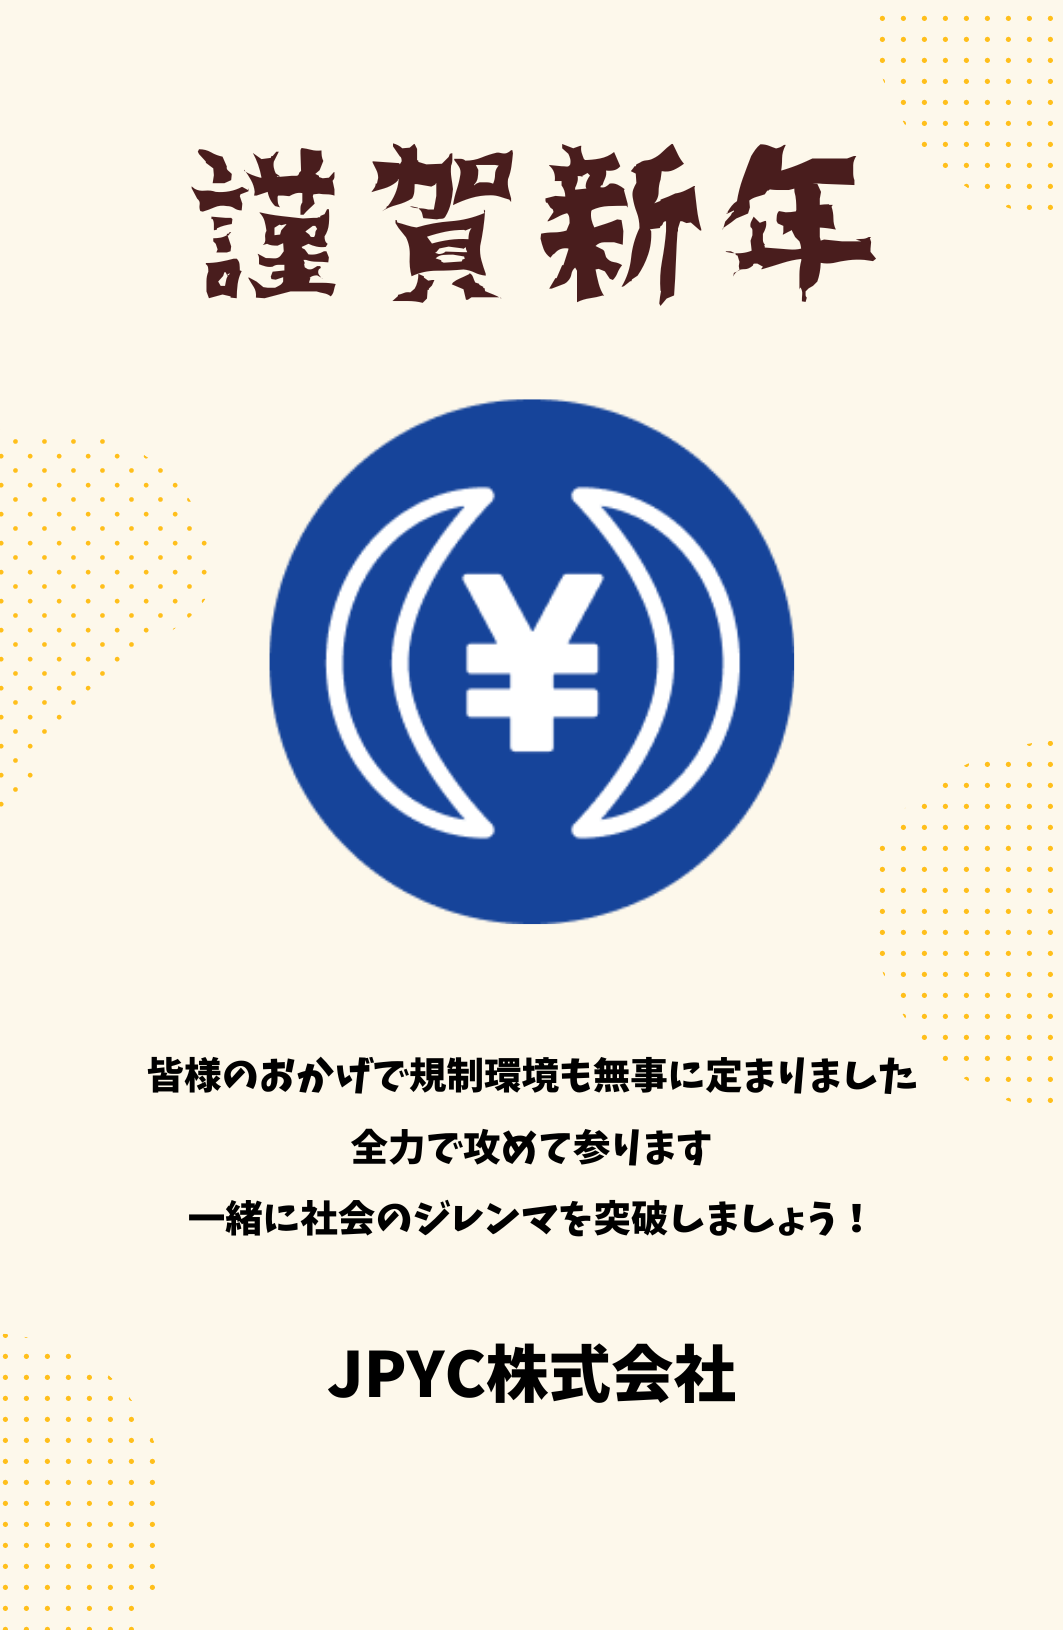 謹賀新年
¥
皆様のおかげで規制環境も無事に定まりました
全力で攻めて参ります
一緒に社会のジレンマを突破しましょう！
JPYC株式会社